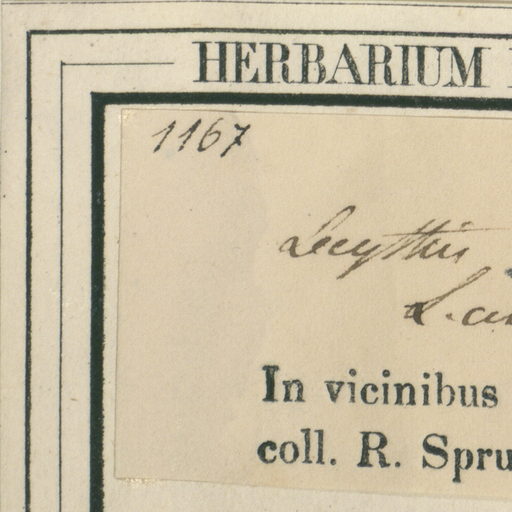 HERBARIUM
1167
Lecythis
L.
In vicinibus
coll. R. Spru